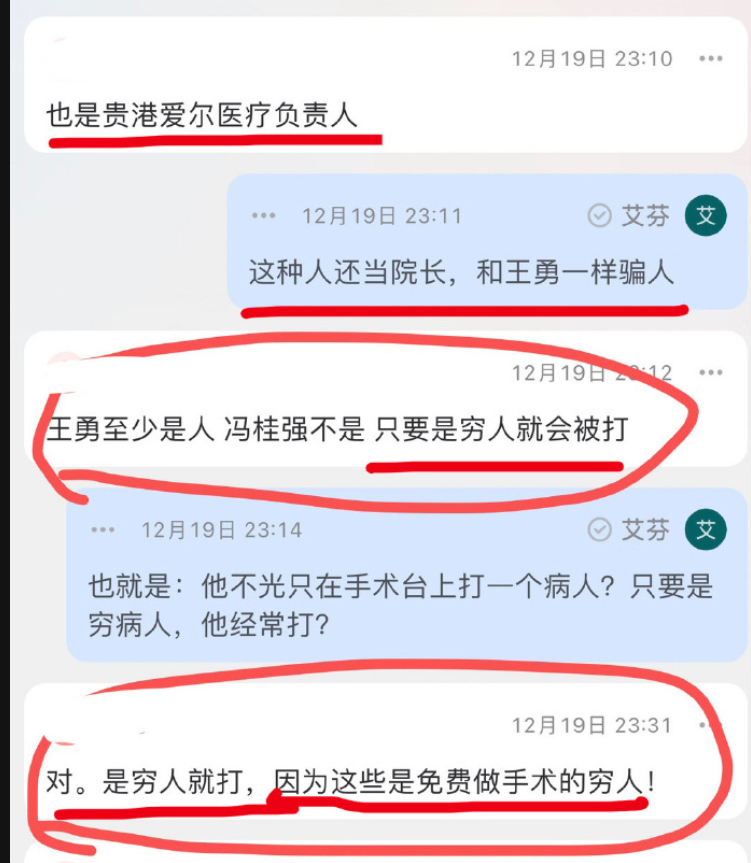 12月19日 23:10 •••
也是贵港爱尔医疗负责人
••• 12月19日 23:11 艾芬 艾
这种人还当院长，和王勇一样骗人
12月19日 23:12 •••
王勇至少是人 冯桂强不是 只要是穷人就会被打
••• 12月19日 23:14 艾芬 艾
也就是：他不光只在手术台上打一个病人？只要是
穷病人，他经常打？
12月19日 23:31
对。是穷人就打，因为这些是免费做手术的穷人！